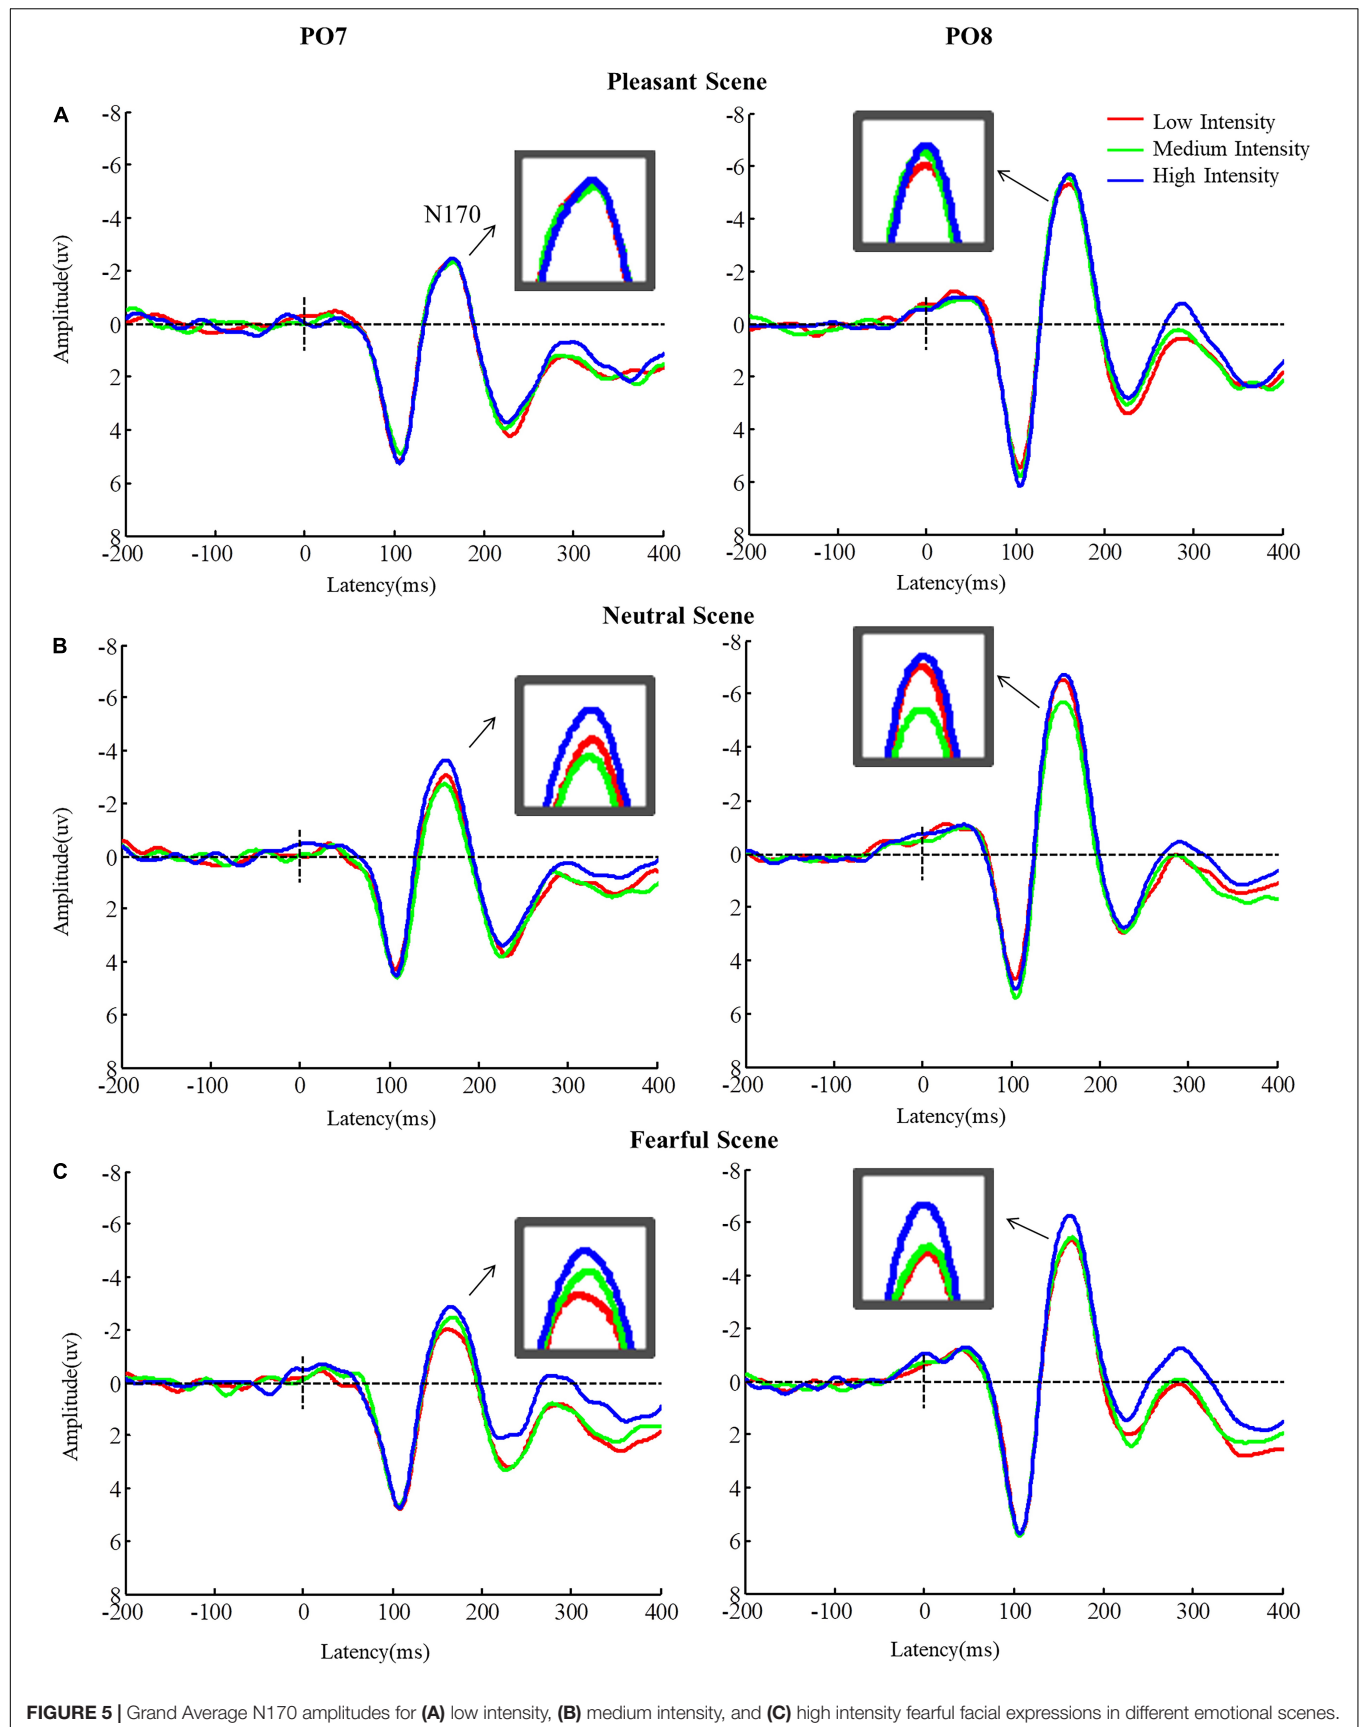 PO7 PO8
Pleasant Scene
A
-8 -6 -4 -2 0 2 4 6 8
Amplitude(uv)
N170
-200 -100 0 100 200 300 400
Latency(ms)
-8 -6 -4 -2 0 2 4 6 8
Low Intensity
Medium Intensity
High Intensity
-200 -100 0 100 200 300 400
Latency(ms)
Neutral Scene
B
-8 -6 -4 -2 0 2 4 6 8
Amplitude(uv)
-200 -100 0 100 200 300 400
Latency(ms)
-8 -6 -4 -2 0 2 4 6 8
-200 -100 0 100 200 300 400
Latency(ms)
Fearful Scene
C
-8 -6 -4 -2 0 2 4 6 8
Amplitude(uv)
-200 -100 0 100 200 300 400
Latency(ms)
-8 -6 -4 -2 0 2 4 6 8
-200 -100 0 100 200 300 400
Latency(ms)
FIGURE 5 | Grand Average N170 amplitudes for (A) low intensity, (B) medium intensity, and (C) high intensity fearful facial expressions in different emotional scenes.